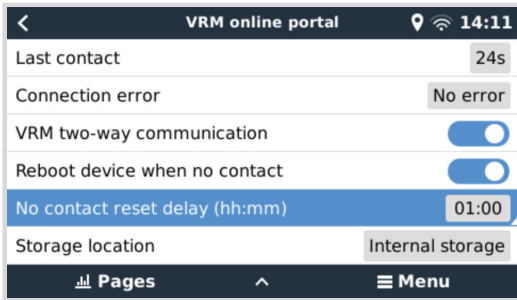 VRM online portal 14:11
Last contact 24s
Connection error No error
VRM two-way communication
Reboot device when no contact
No contact reset delay (hh:mm) 01:00
Storage location Internal storage
Pages Menu